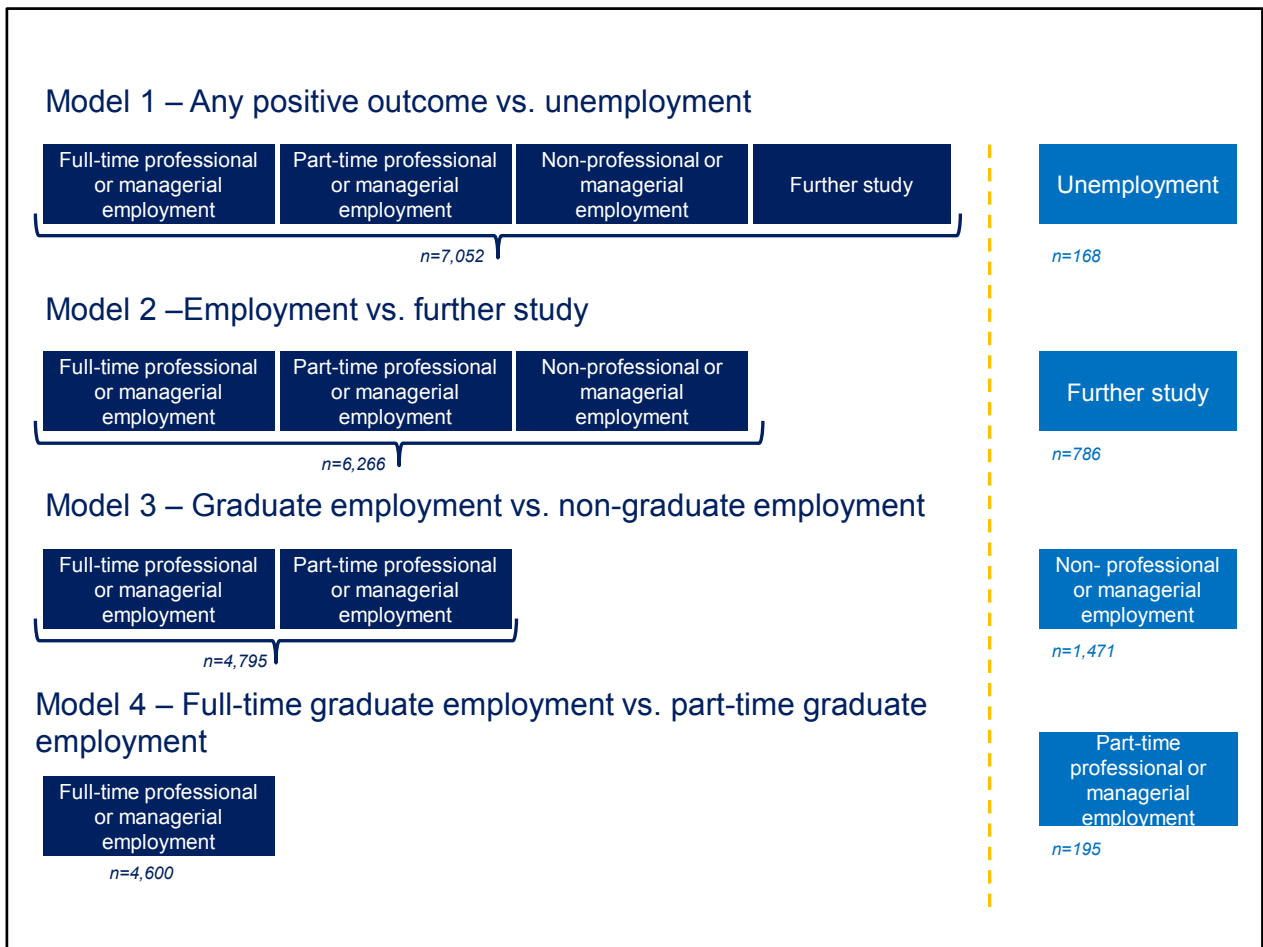 Model 1 – Any positive outcome vs. unemployment
Full-time professional
or managerial
employment
Part-time professional
or managerial
employment
Non-professional or
managerial
employment
Further study
Unemployment
n=7,052
n=168
Model 2 –Employment vs. further study
Full-time professional
or managerial
employment
Part-time professional
or managerial
employment
Non-professional or
managerial
employment
Further study
n=6,266
n=786
Model 3 – Graduate employment vs. non-graduate employment
Full-time professional
or managerial
employment
Part-time professional
or managerial
employment
Non- professional
or managerial
employment
n=4,795
n=1,471
Model 4 – Full-time graduate employment vs. part-time graduate
employment
Full-time professional
or managerial
employment
Part-time
professional or
managerial
employment
n=4,600
n=195